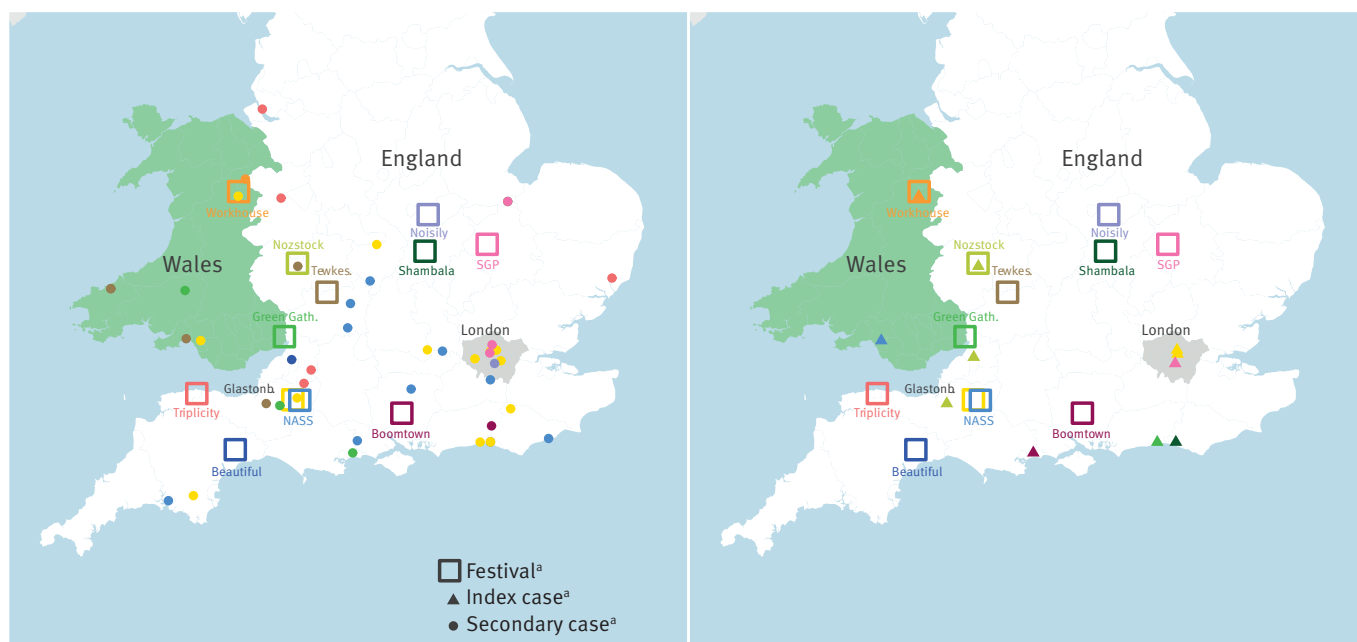 England
Workhouse
Noisily
Nozstock
Wales
Tewkes.
Shambala
SGP
Green Gath.
London
Glastonb.
Triplicity
NASS
Boomtown
Beautiful
Festivalᵃ
Index caseᵃ
Secondary caseᵃ
England
Workhouse
Noisily
Nozstock
Wales
Tewkes.
Shambala
SGP
Green Gath.
London
Glastonb.
Triplicity
NASS
Boomtown
Beautiful